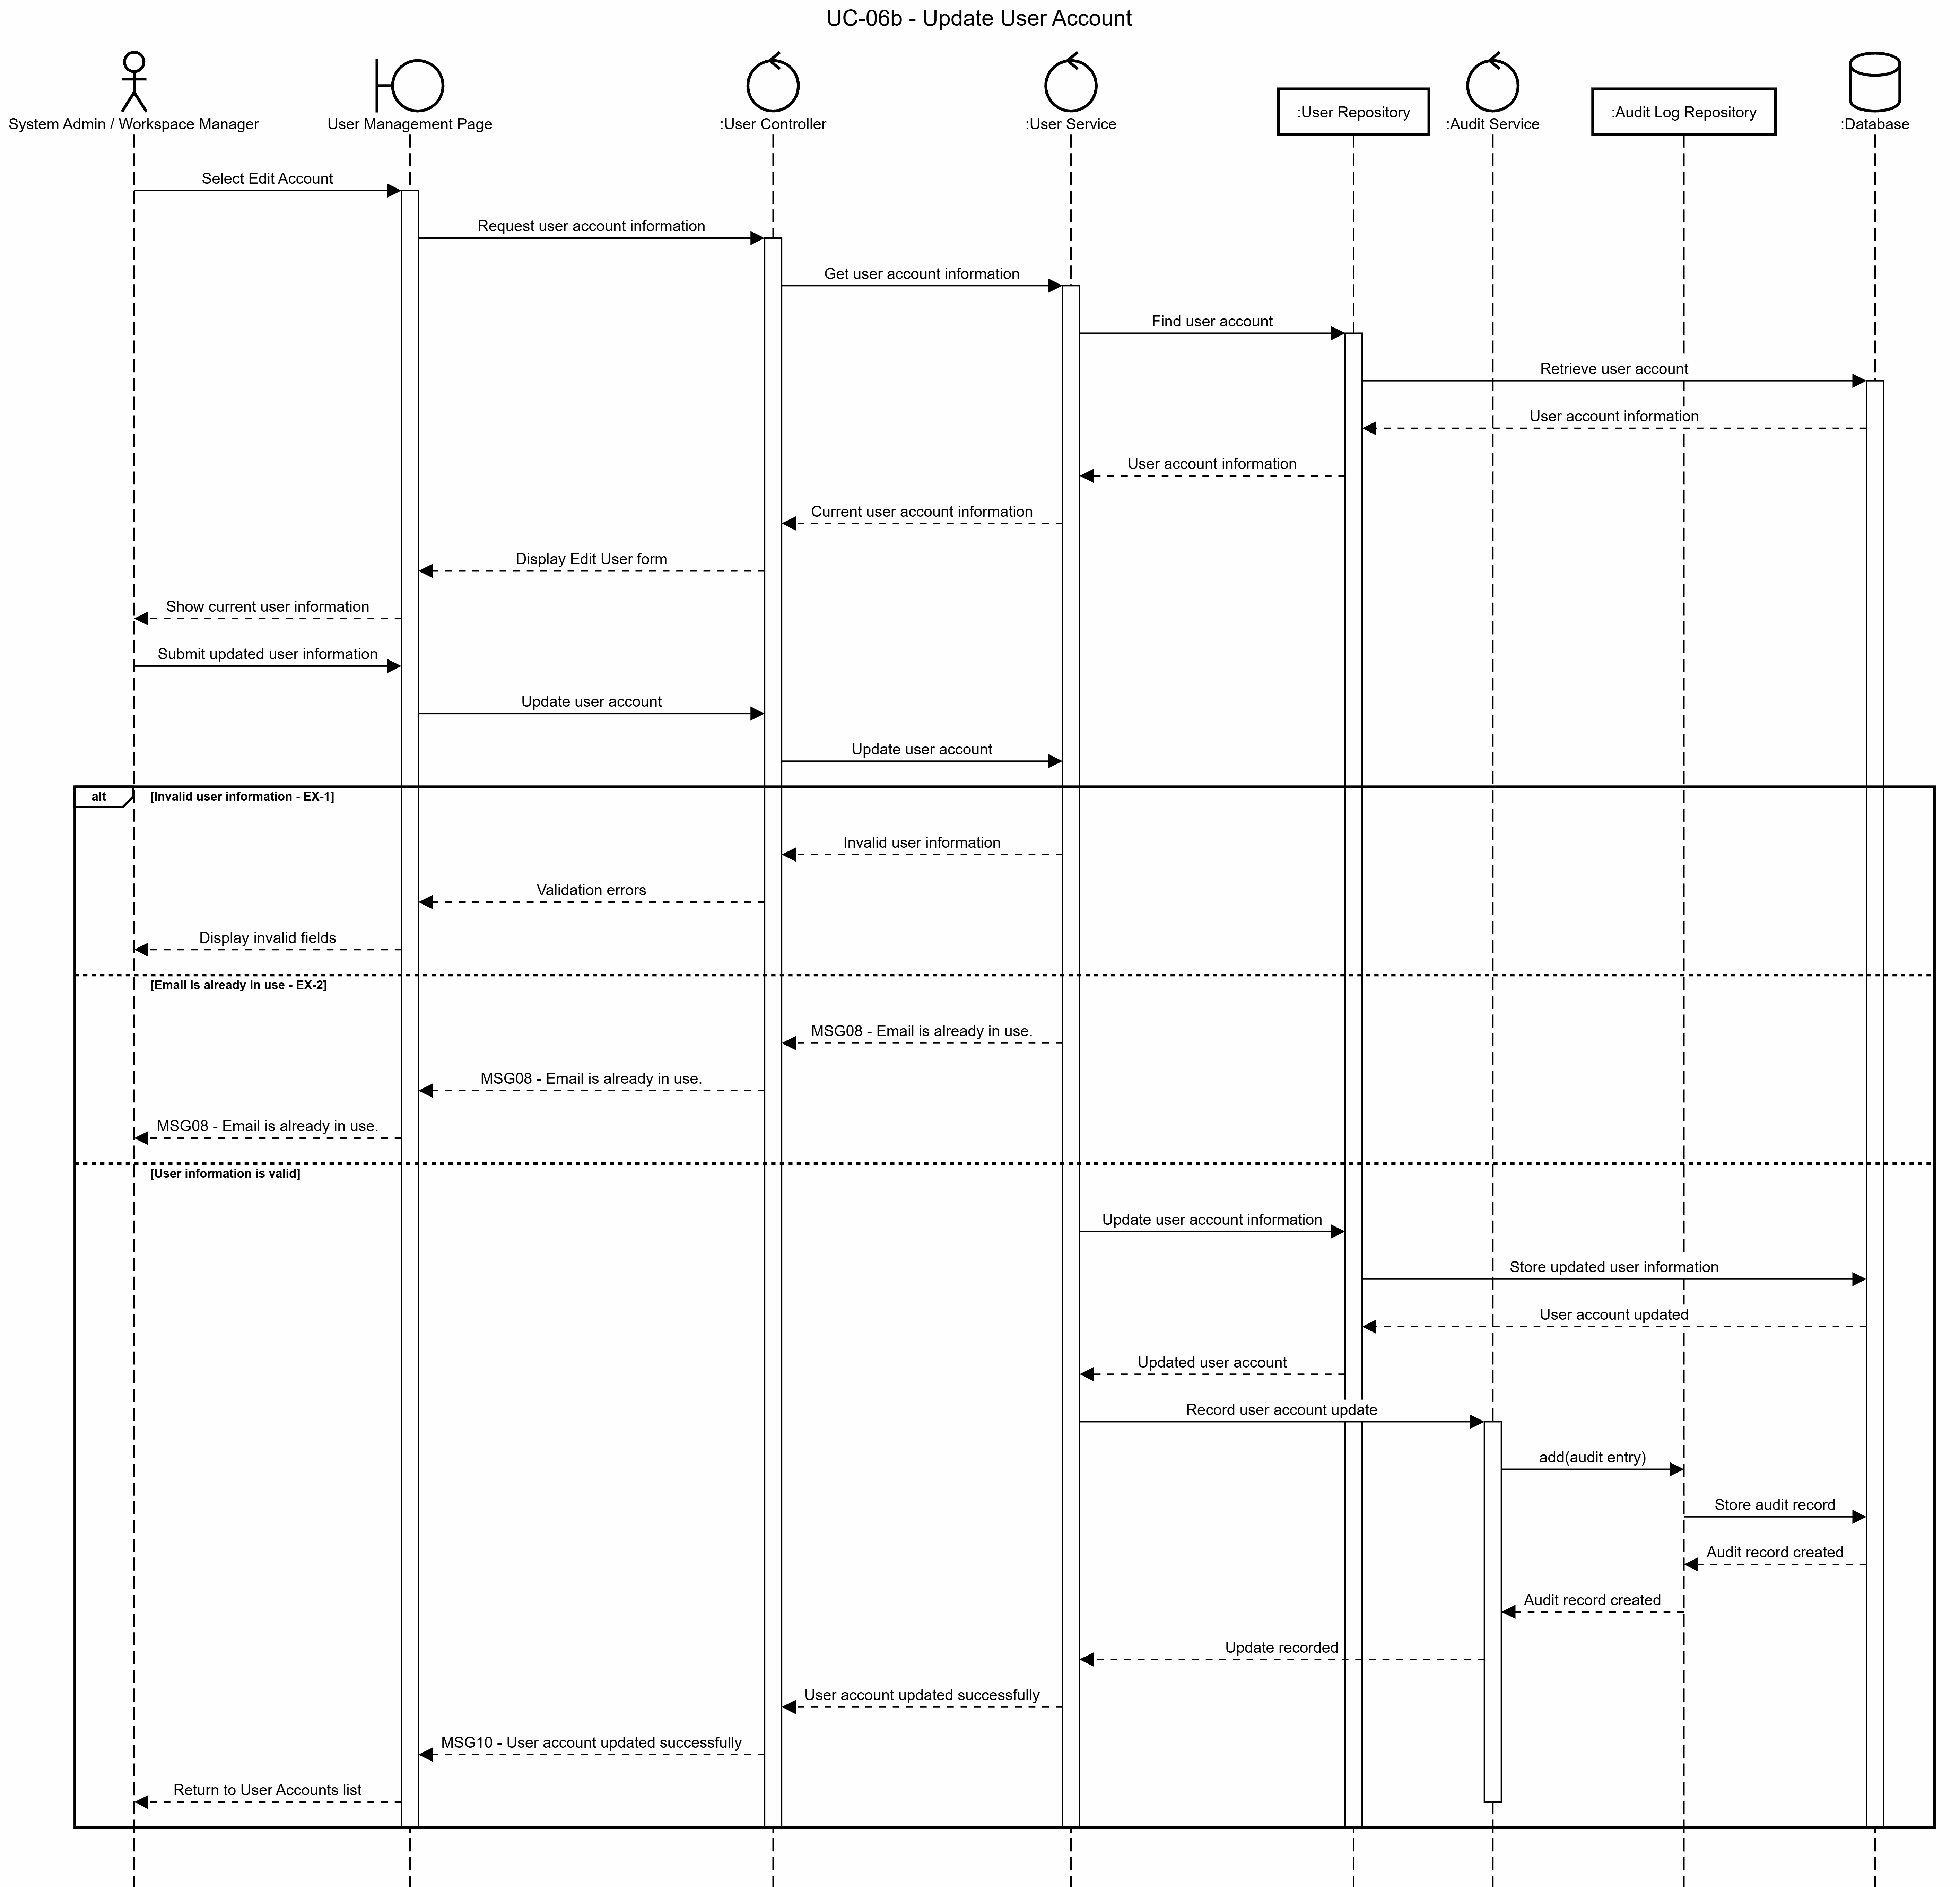 UC-06b - Update User Account
System Admin / Workspace Manager
User Management Page
:User Controller
:User Service
:User Repository
:Audit Service
:Audit Log Repository
:Database
Select Edit Account
Request user account information
Get user account information
Find user account
Retrieve user account
User account information
User account information
Current user account information
Display Edit User form
Show current user information
Submit updated user information
Update user account
Update user account
alt
[Invalid user information - EX-1]
Invalid user information
Validation errors
Display invalid fields
[Email is already in use - EX-2]
MSG08 - Email is already in use.
MSG08 - Email is already in use.
MSG08 - Email is already in use.
[User information is valid]
Update user account information
Store updated user information
User account updated
Updated user account
Record user account update
add(audit entry)
Store audit record
Audit record created
Audit record created
Update recorded
User account updated successfully
MSG10 - User account updated successfully
Return to User Accounts list